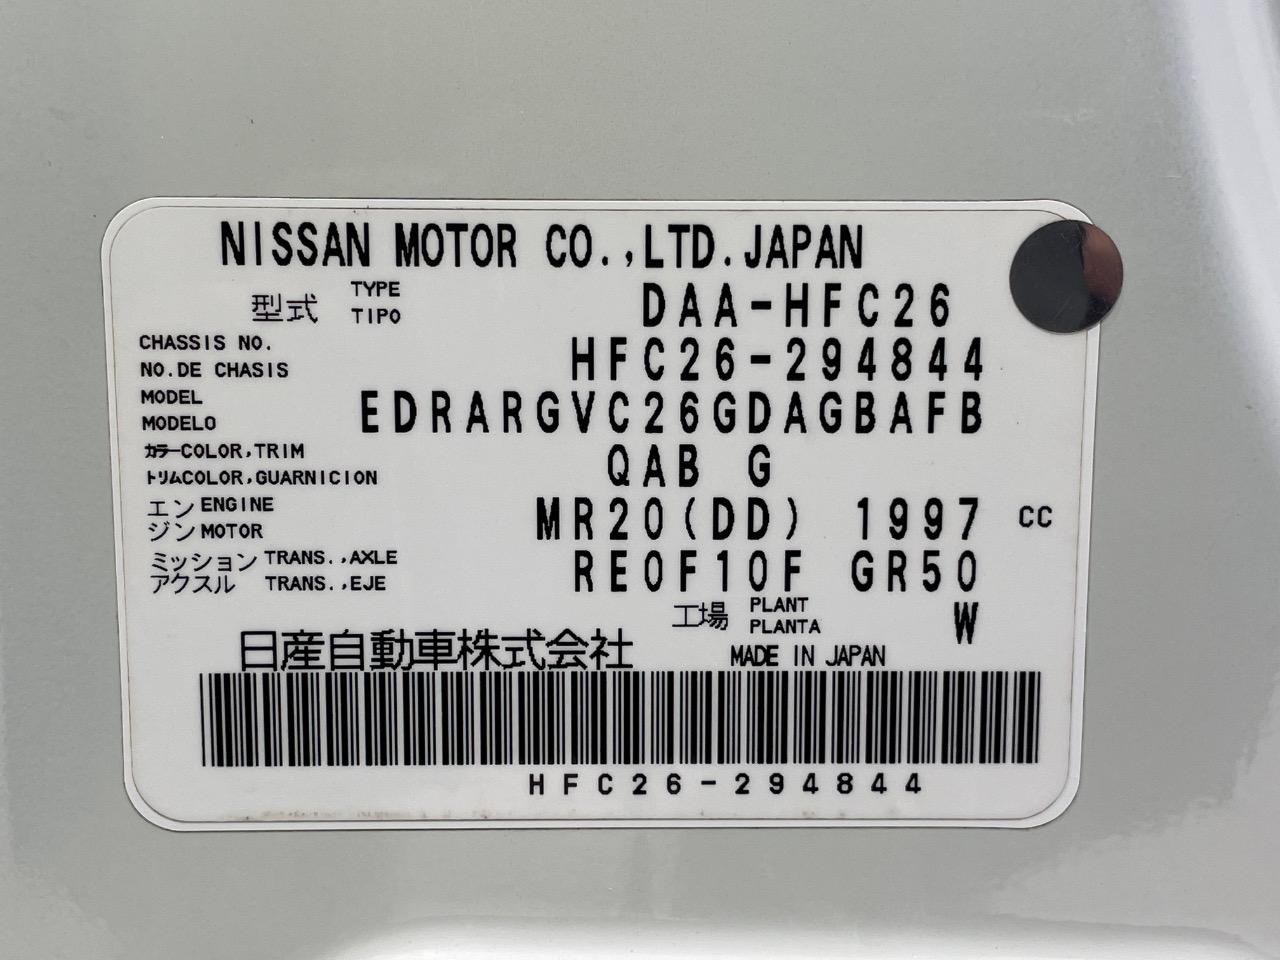 NISSAN MOTOR CO.,LTD.JAPAN
型式 TYPE TIPO DAA-HFC26
CHASSIS NO.
NO.DE CHASIS HFC26-294844
MODEL
MODELO EDRARGVC26GDAGBAFB
カラーCOLOR,TRIM
トリムCOLOR,GUARNICION QAB G
エンジン ENGINE MOTOR MR20(DD) 1997 CC
ミッション TRANS.,AXLE
アクスル TRANS.,EJE RE0F10F GR50
工場 PLANT PLANTA W
日産自動車株式会社 MADE IN JAPAN
HFC26-294844